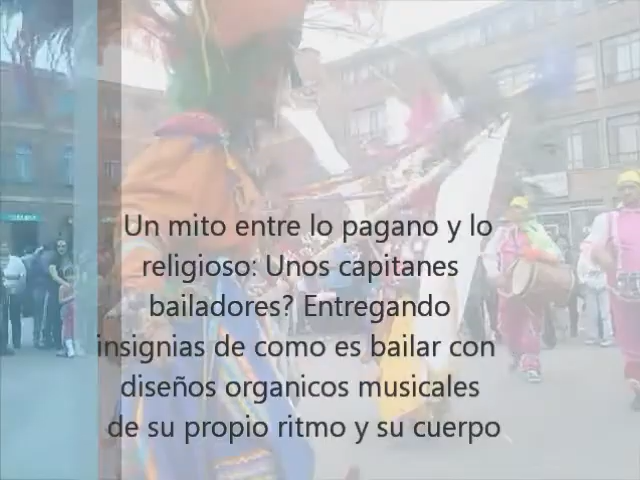 Un mito entre lo pagano y lo
religioso: Unos capitanes
bailadores? Entregando
insignias de como es bailar con
diseños organicos musicales
de su propio ritmo y su cuerpo